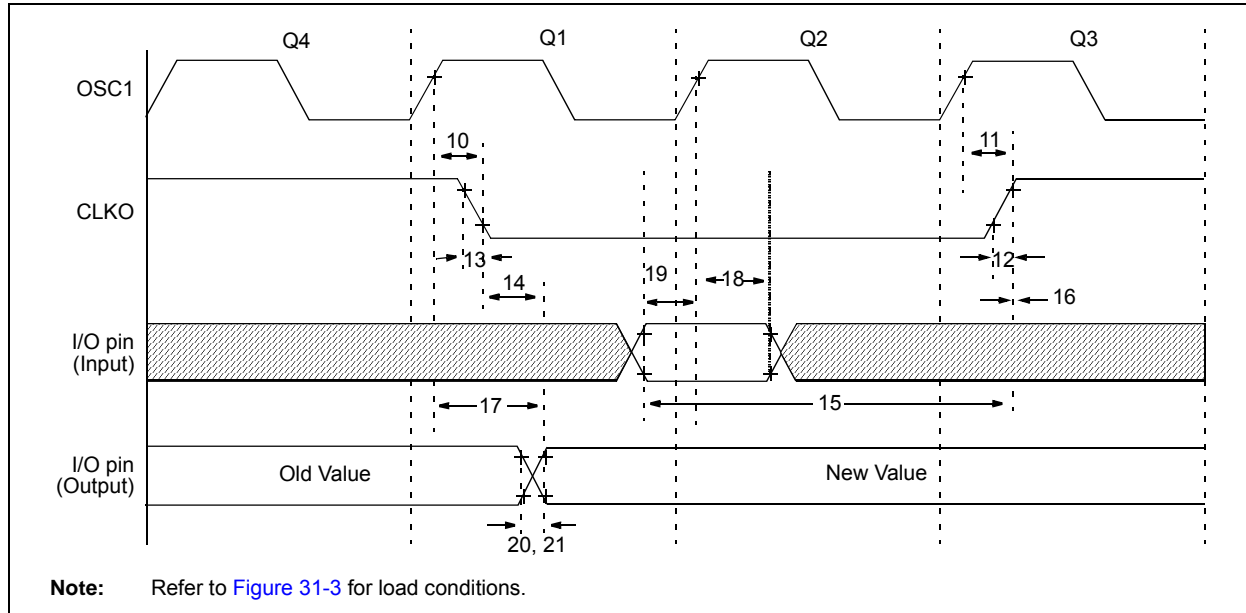 Q4 Q1 Q2 Q3
OSC1
10 11
CLKO
13 19 18 12
14 16
I/O pin
(Input)
17 15
I/O pin
(Output)
Old Value New Value
20, 21
Note: Refer to Figure 31-3 for load conditions.